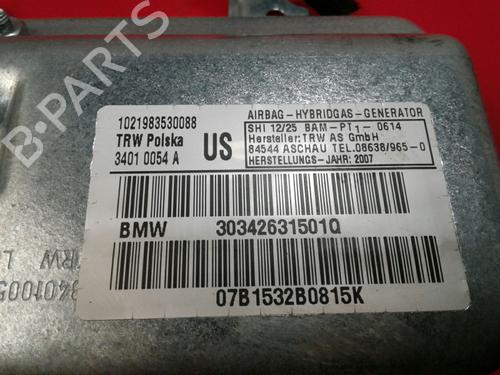 B-PARTS
1021983530088
TRW Polska
3401 0054 A
US
AIRBAG-HYBRIDGAS-GENERATOR
SHI 12/25 BAM-PT1-0614
Hersteller:TRW AS GmbH
84544 ASCHAU TEL.08638/965-0
HERSTELLUNGS-JAHR:2007
BMW 30342631501Q
07B1532B0815K